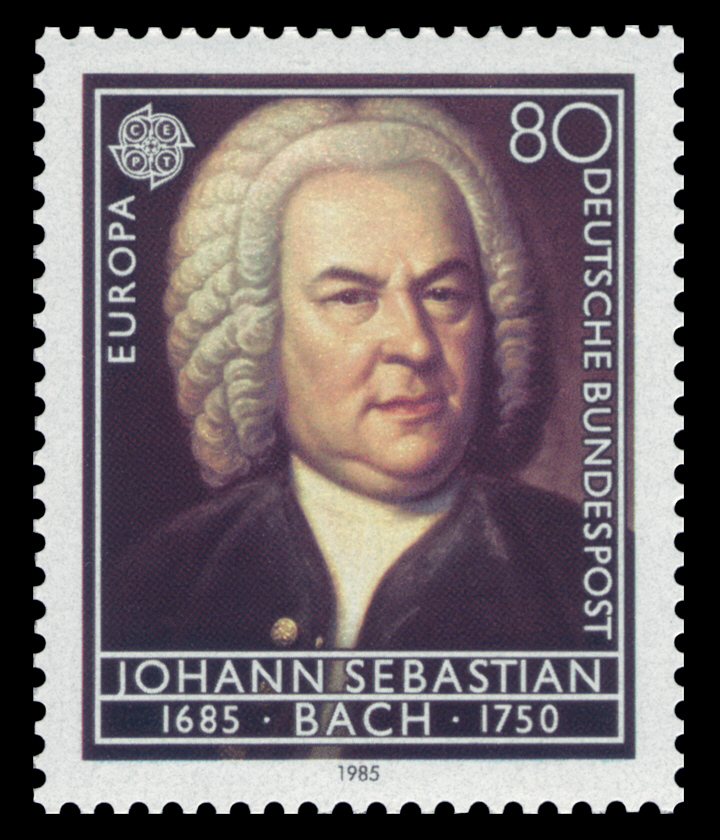 CEPT
EUROPA
80
DEUTSCHE BUNDESPOST
JOHANN SEBASTIAN
1685 · BACH · 1750
1985